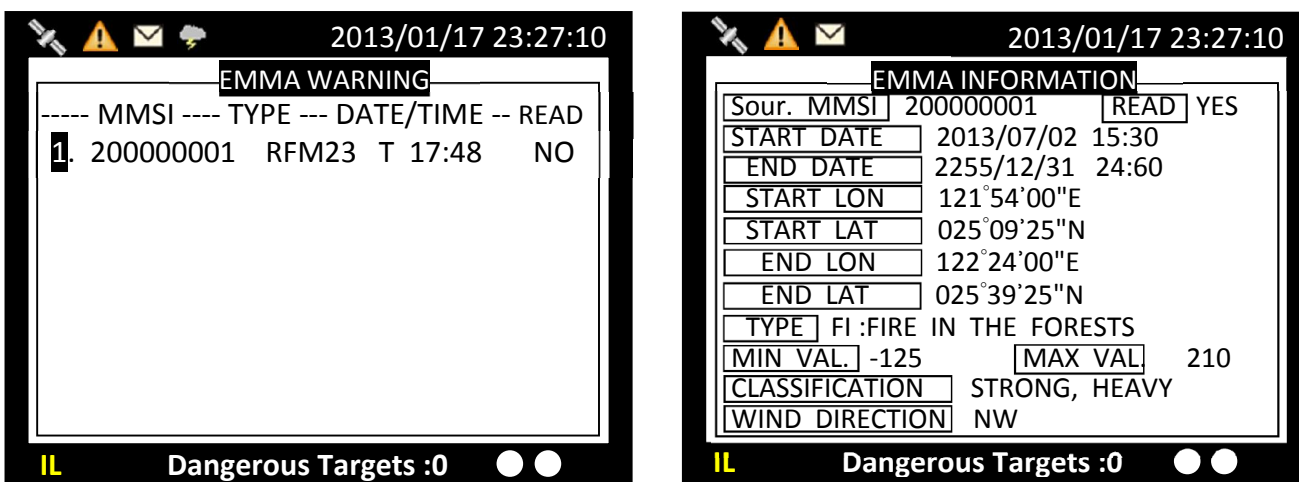 2013/01/17 23:27:10
EMMA WARNING
----- MMSI ---- TYPE --- DATE/TIME -- READ
1. 200000001 RFM23 T 17:48 NO
IL Dangerous Targets :0
2013/01/17 23:27:10
EMMA INFORMATION
Sour. MMSI 200000001 READ YES
START DATE 2013/07/02 15:30
END DATE 2255/12/31 24:60
START LON 121°54’00"E
START LAT 025°09’25"N
END LON 122°24’00"E
END LAT 025°39’25"N
TYPE FI :FIRE IN THE FORESTS
MIN VAL. -125 MAX VAL. 210
CLASSIFICATION STRONG, HEAVY
WIND DIRECTION NW
IL Dangerous Targets :0